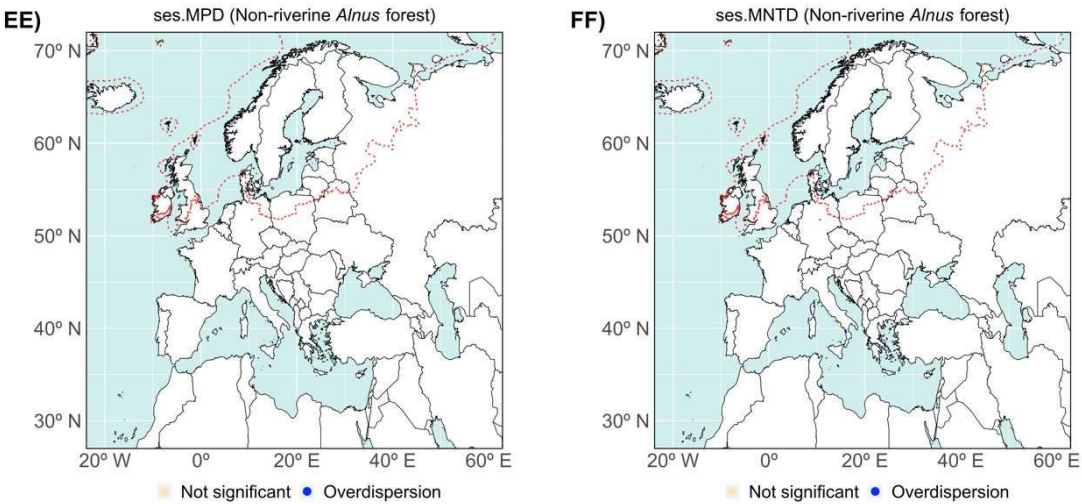 EE)
ses.MPD (Non-riverine Alnus forest)
70º N
60º N
50º N
40º N
30º N
20º W 0º 20º E 40º E 60º E
Not significant Overdispersion
FF)
ses.MNTD (Non-riverine Alnus forest)
70º N
60º N
50º N
40º N
30º N
20º W 0º 20º E 40º E 60º E
Not significant Overdispersion